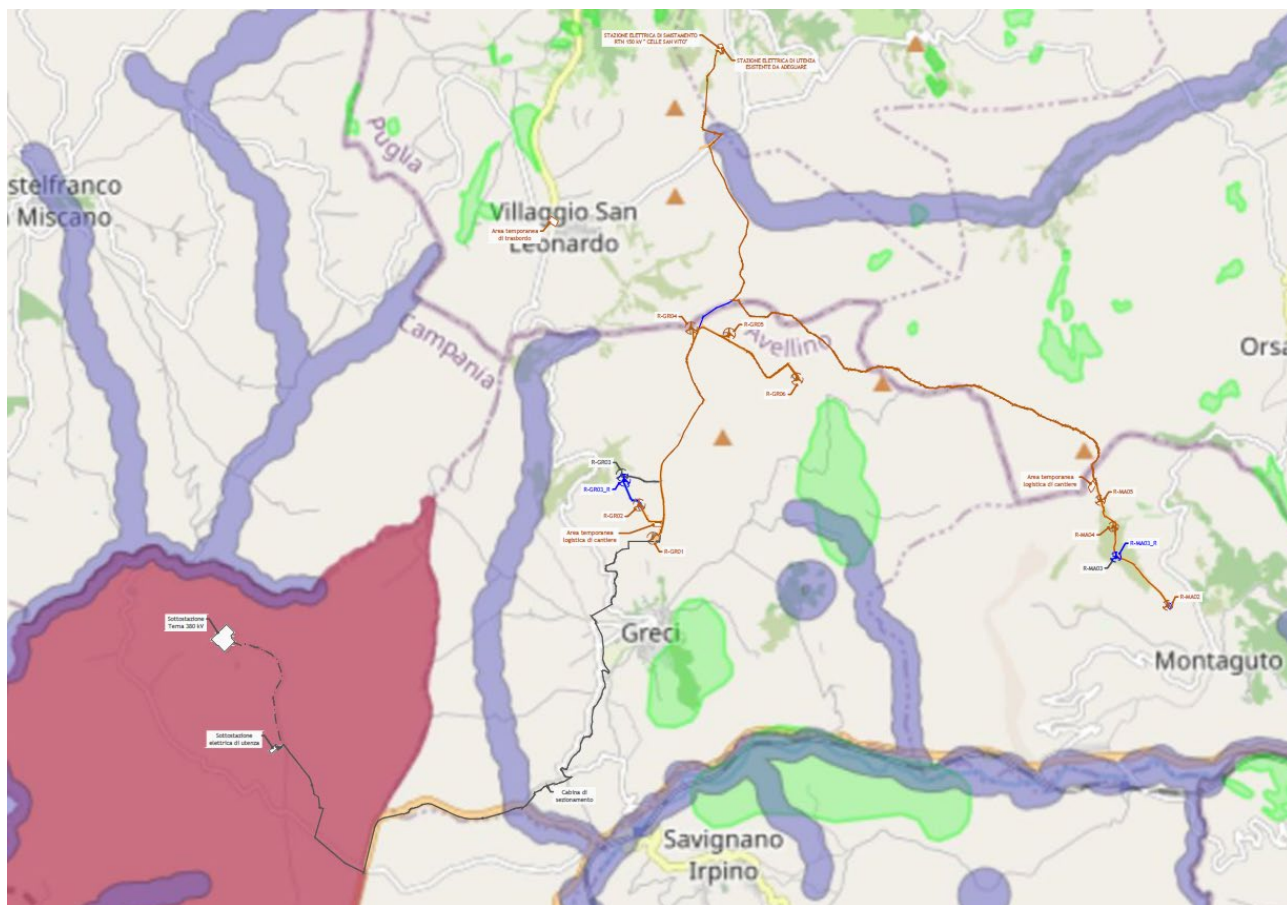 STAZIONE ELETTRICA DI SMISTAMENTO
RTN 150 kV " CELLE SAN VITO"
STAZIONE ELETTRICA DI UTENZA
ESISTENTE DA ADEGUARE
Puglia
stelfranco
Miscano
Villaggio San
Leonardo
Area temporanea
di trasbordo
Campania
R-GR04
R-GR05
Avellino
Orsa
R-GR06
R-GR03
R-GR03_R
R-GR02
Area temporanea
logistica di cantiere
R-GR01
Area temporanea
logistica di cantiere
R-MA05
R-MA04
R-MA03_R
R-MA03
R-MA02
Sottostazione
Terna 380 kV
Greci
Montaguto
Sottostazione
elettrica di utenza
Cabina di
sezionamento
Savignano
Irpino